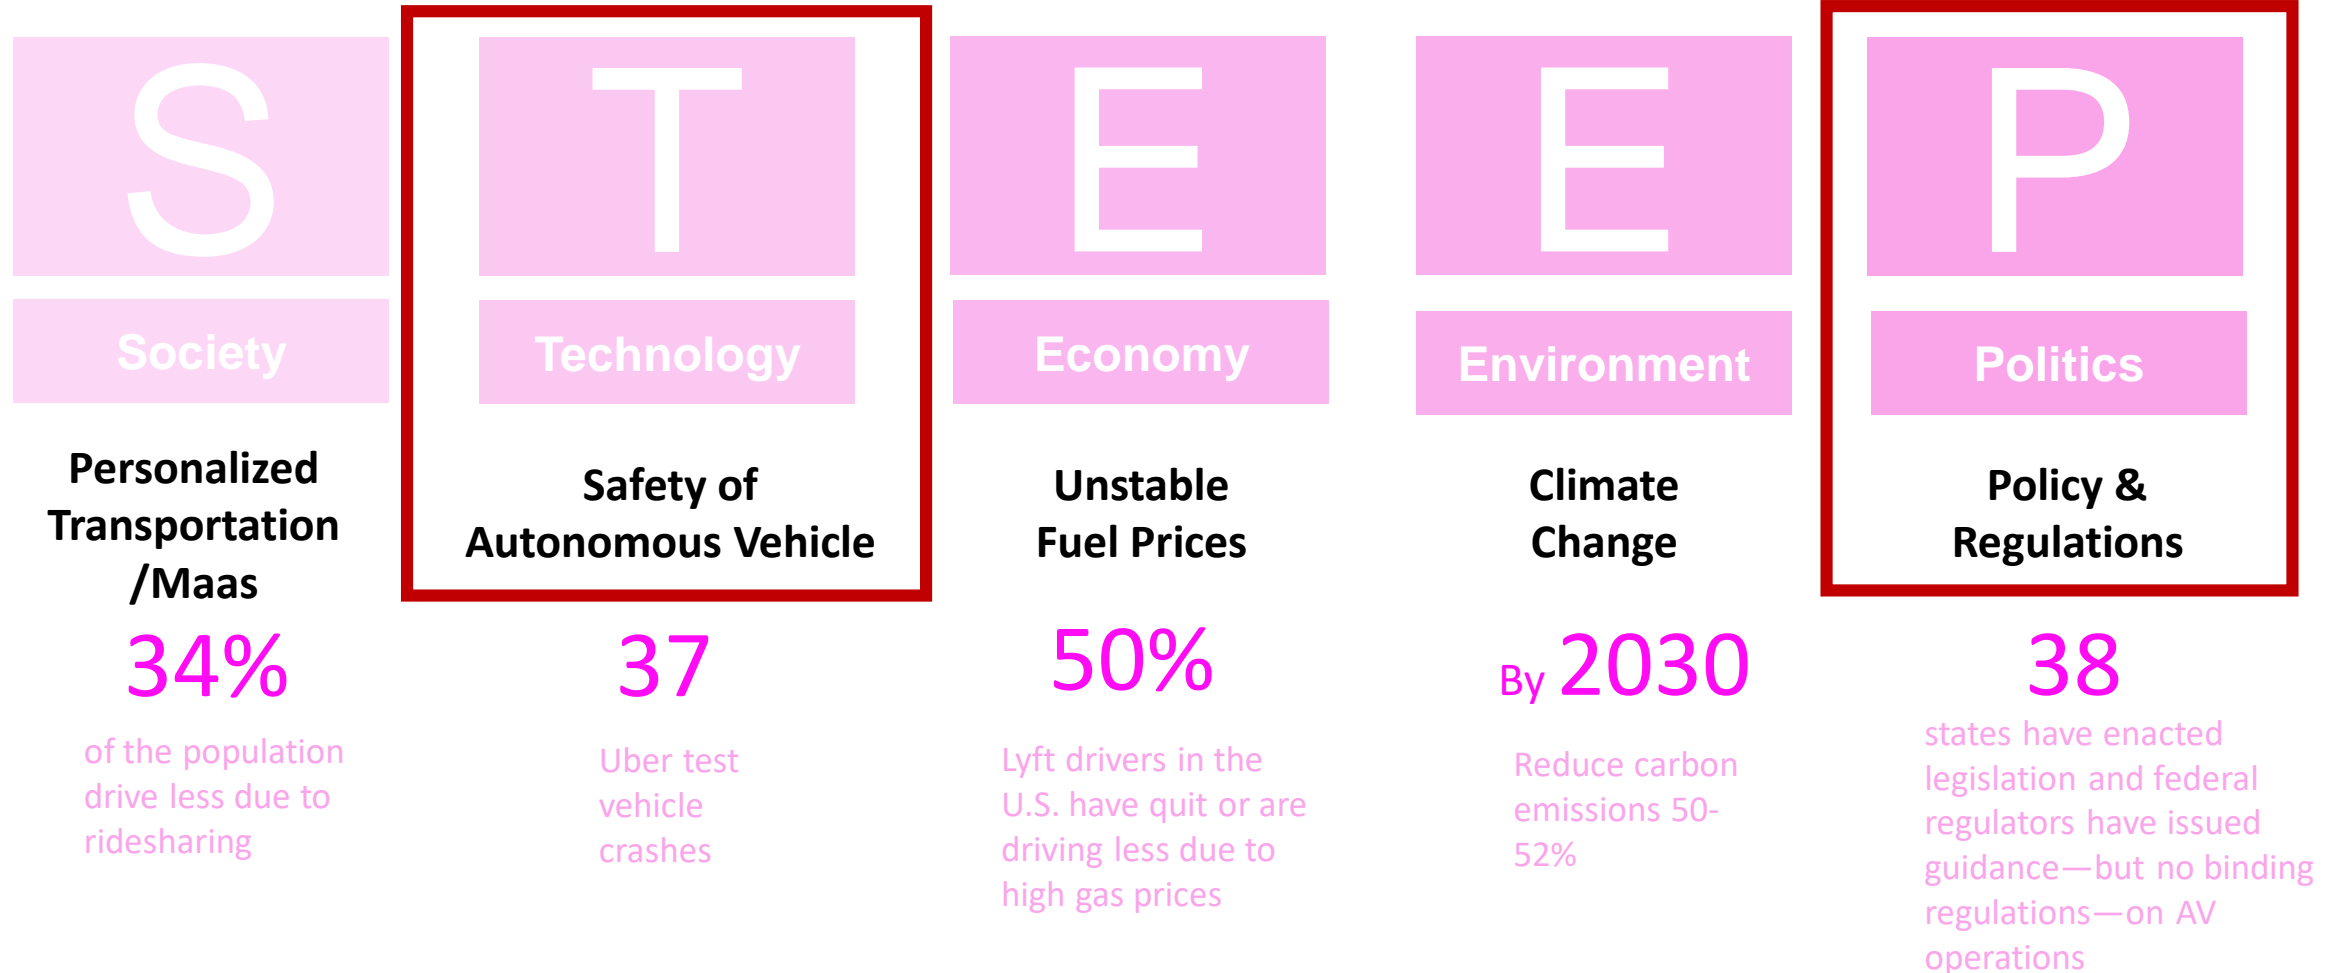 S
Society
Personalized
Transportation
/Maas
34%
of the population
drive less due to
ridesharing
T
Technology
Safety of
Autonomous Vehicle
37
Uber test
vehicle
crashes
E
Economy
Unstable
Fuel Prices
50%
Lyft drivers in the
U.S. have quit or are
driving less due to
high gas prices
E
Environment
Climate
Change
By 2030
Reduce carbon
emissions 50-
52%
P
Politics
Policy &
Regulations
38
states have enacted
legislation and federal
regulators have issued
guidance—but no binding
regulations—on AV
operations